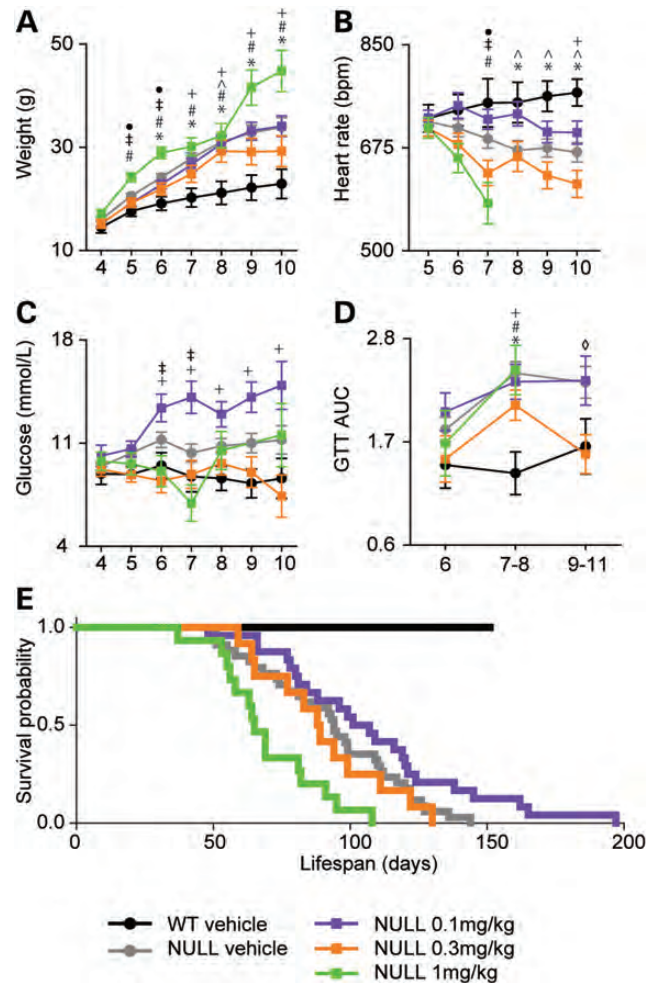 A
Weight (g)
50
30
10
4 5 6 7 8 9 10
•
‡
#
•
‡
#
*
+
#
*
+
^
#
*
+
#
*
+
#
*
B
Heart rate (bpm)
850
675
500
5 6 7 8 9 10
•
‡
#
^
*
^
*
+
^
*
C
Glucose (mmol/L)
18
11
4
4 5 6 7 8 9 10
‡
+
‡
+
+
+
+
D
GTT AUC
2.8
1.7
0.6
6 7-8 9-11
+
#
*
◊
E
Survival probability
1.0
0.5
0.0
0 50 100 150 200
Lifespan (days)
WT vehicle
NULL vehicle
NULL 0.1mg/kg
NULL 0.3mg/kg
NULL 1mg/kg